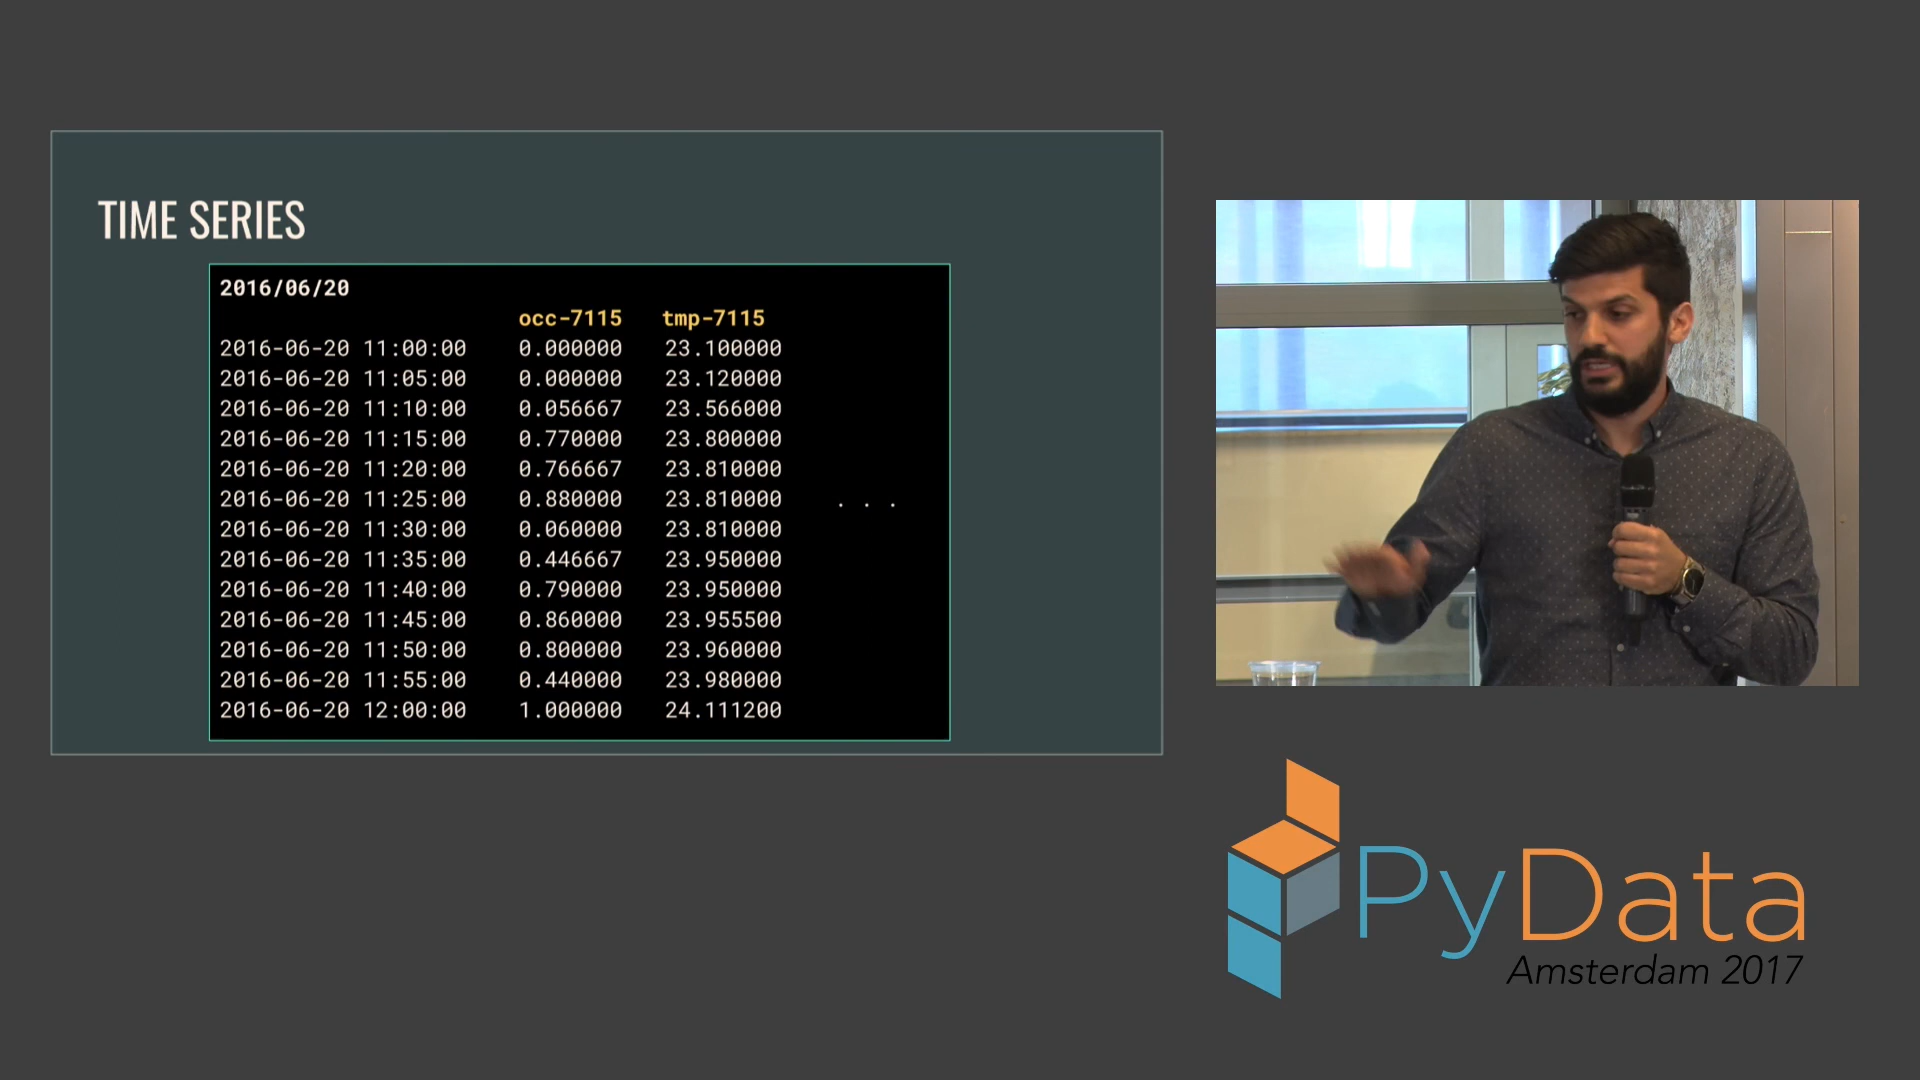 TIME SERIES
2016/06/20
occ-7115 tmp-7115
2016-06-20 11:00:00 0.000000 23.100000
2016-06-20 11:05:00 0.000000 23.120000
2016-06-20 11:10:00 0.056667 23.566000
2016-06-20 11:15:00 0.770000 23.800000
2016-06-20 11:20:00 0.766667 23.810000
2016-06-20 11:25:00 0.880000 23.810000 . . .
2016-06-20 11:30:00 0.060000 23.810000
2016-06-20 11:35:00 0.446667 23.950000
2016-06-20 11:40:00 0.790000 23.950000
2016-06-20 11:45:00 0.860000 23.955500
2016-06-20 11:50:00 0.800000 23.960000
2016-06-20 11:55:00 0.440000 23.980000
2016-06-20 12:00:00 1.000000 24.111200
PyData
Amsterdam 2017